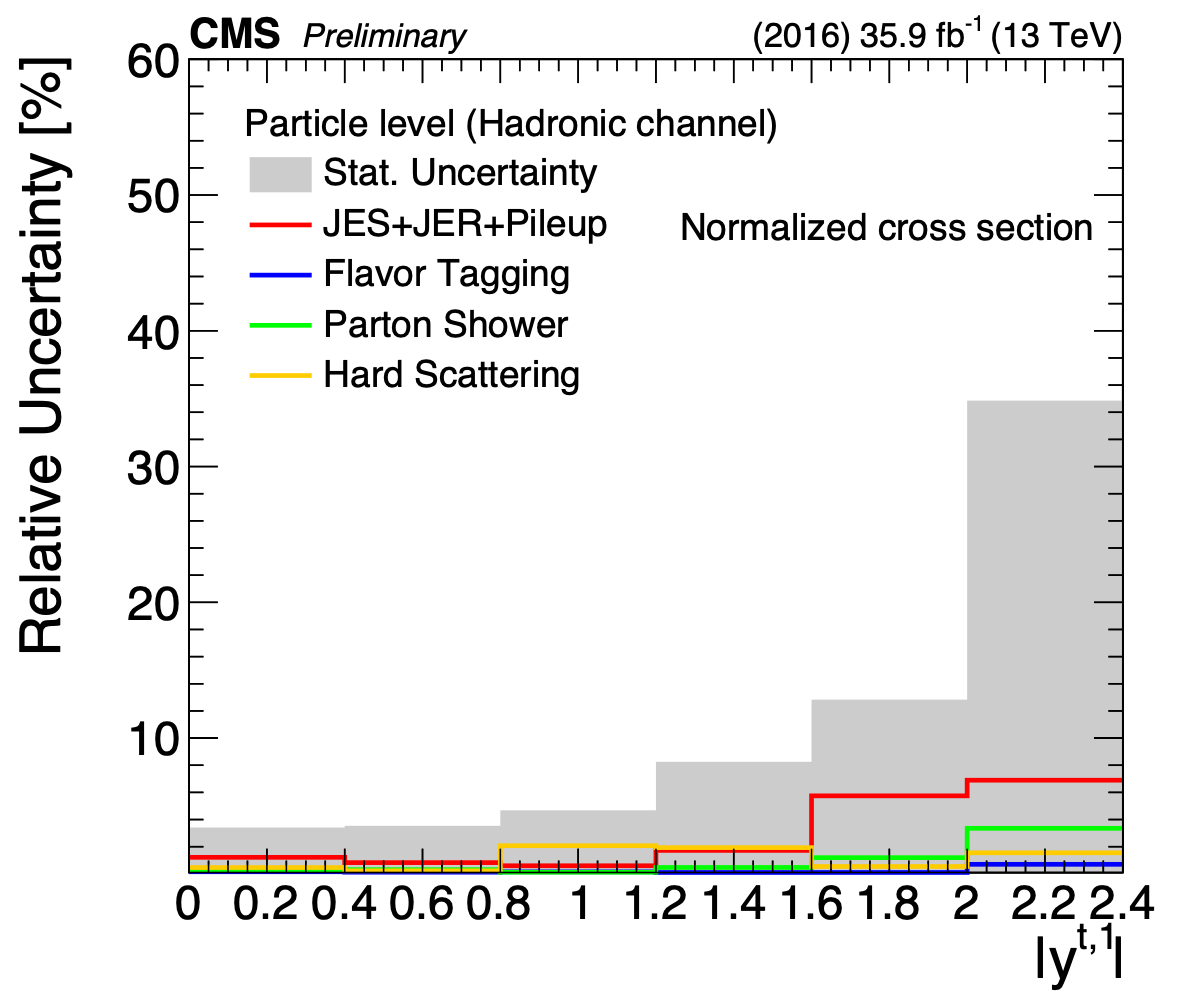 CMS Preliminary (2016) 35.9 fb⁻¹ (13 TeV)
Relative Uncertainty [%]
60
50
40
30
20
10
Particle level (Hadronic channel)
Stat. Uncertainty
JES+JER+Pileup
Flavor Tagging
Parton Shower
Hard Scattering
Normalized cross section
0 0.2 0.4 0.6 0.8 1 1.2 1.4 1.6 1.8 2 2.2 2.4
|y^{t,1}|